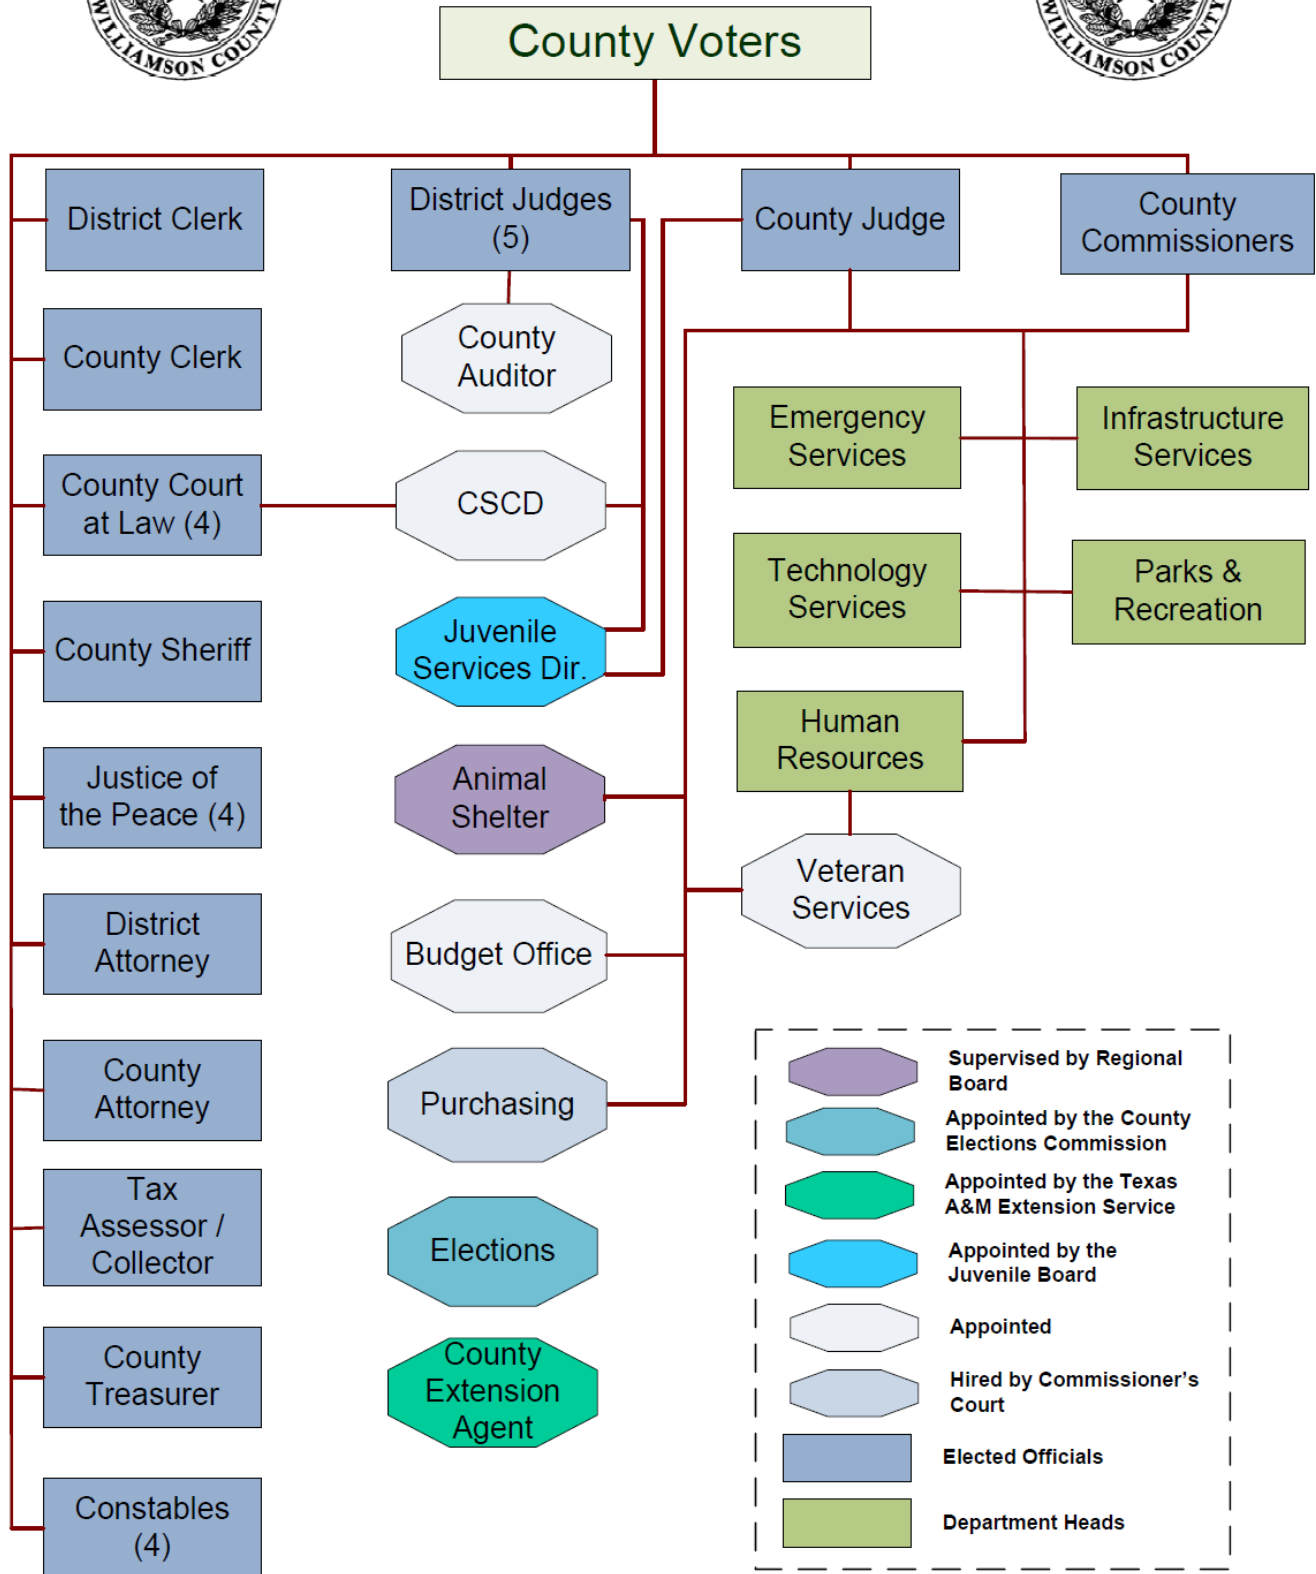 WILLIAMSON COUNTY
WILLIAMSON COUNTY
County Voters
District Clerk
District Judges
(5)
County Judge
County
Commissioners
County Clerk
County
Auditor
Emergency
Services
Infrastructure
Services
County Court
at Law (4)
CSCD
Technology
Services
Parks &
Recreation
County Sheriff
Juvenile
Services Dir.
Human
Resources
Justice of
the Peace (4)
Animal
Shelter
Veteran
Services
District
Attorney
Budget Office
County
Attorney
Purchasing
Tax
Assessor /
Collector
Elections
County
Treasurer
County
Extension
Agent
Constables
(4)
Supervised by Regional
Board
Appointed by the County
Elections Commission
Appointed by the Texas
A&M Extension Service
Appointed by the
Juvenile Board
Appointed
Hired by Commissioner's
Court
Elected Officials
Department Heads